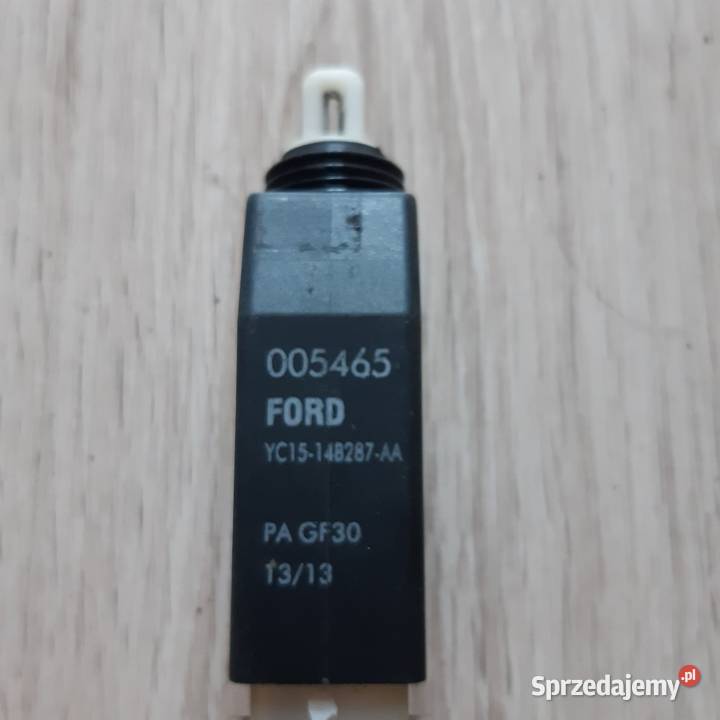 005465
FORD
YC15-14B287-AA
PA GF30
13/13
Sprzedajemy.pl